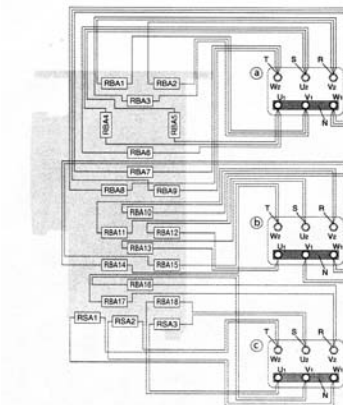 T S R
RBA1 RBA2
ⓐ
RBA3
W2 U2 V2
U1 V1 W1
RBA4 RBA5
N
RBA6
RBA7
RBA8 RBA9
T S R
RBA10
ⓑ
RBA11 RBA12
W2 U2 V2
RBA13
U1 V1 W1
RBA14 RBA15
N
RBA16
RBA17 RBA18
RSA1 RSA2 RSA3
T S R
ⓒ
W2 U2 V2
U1 V1 W1
N